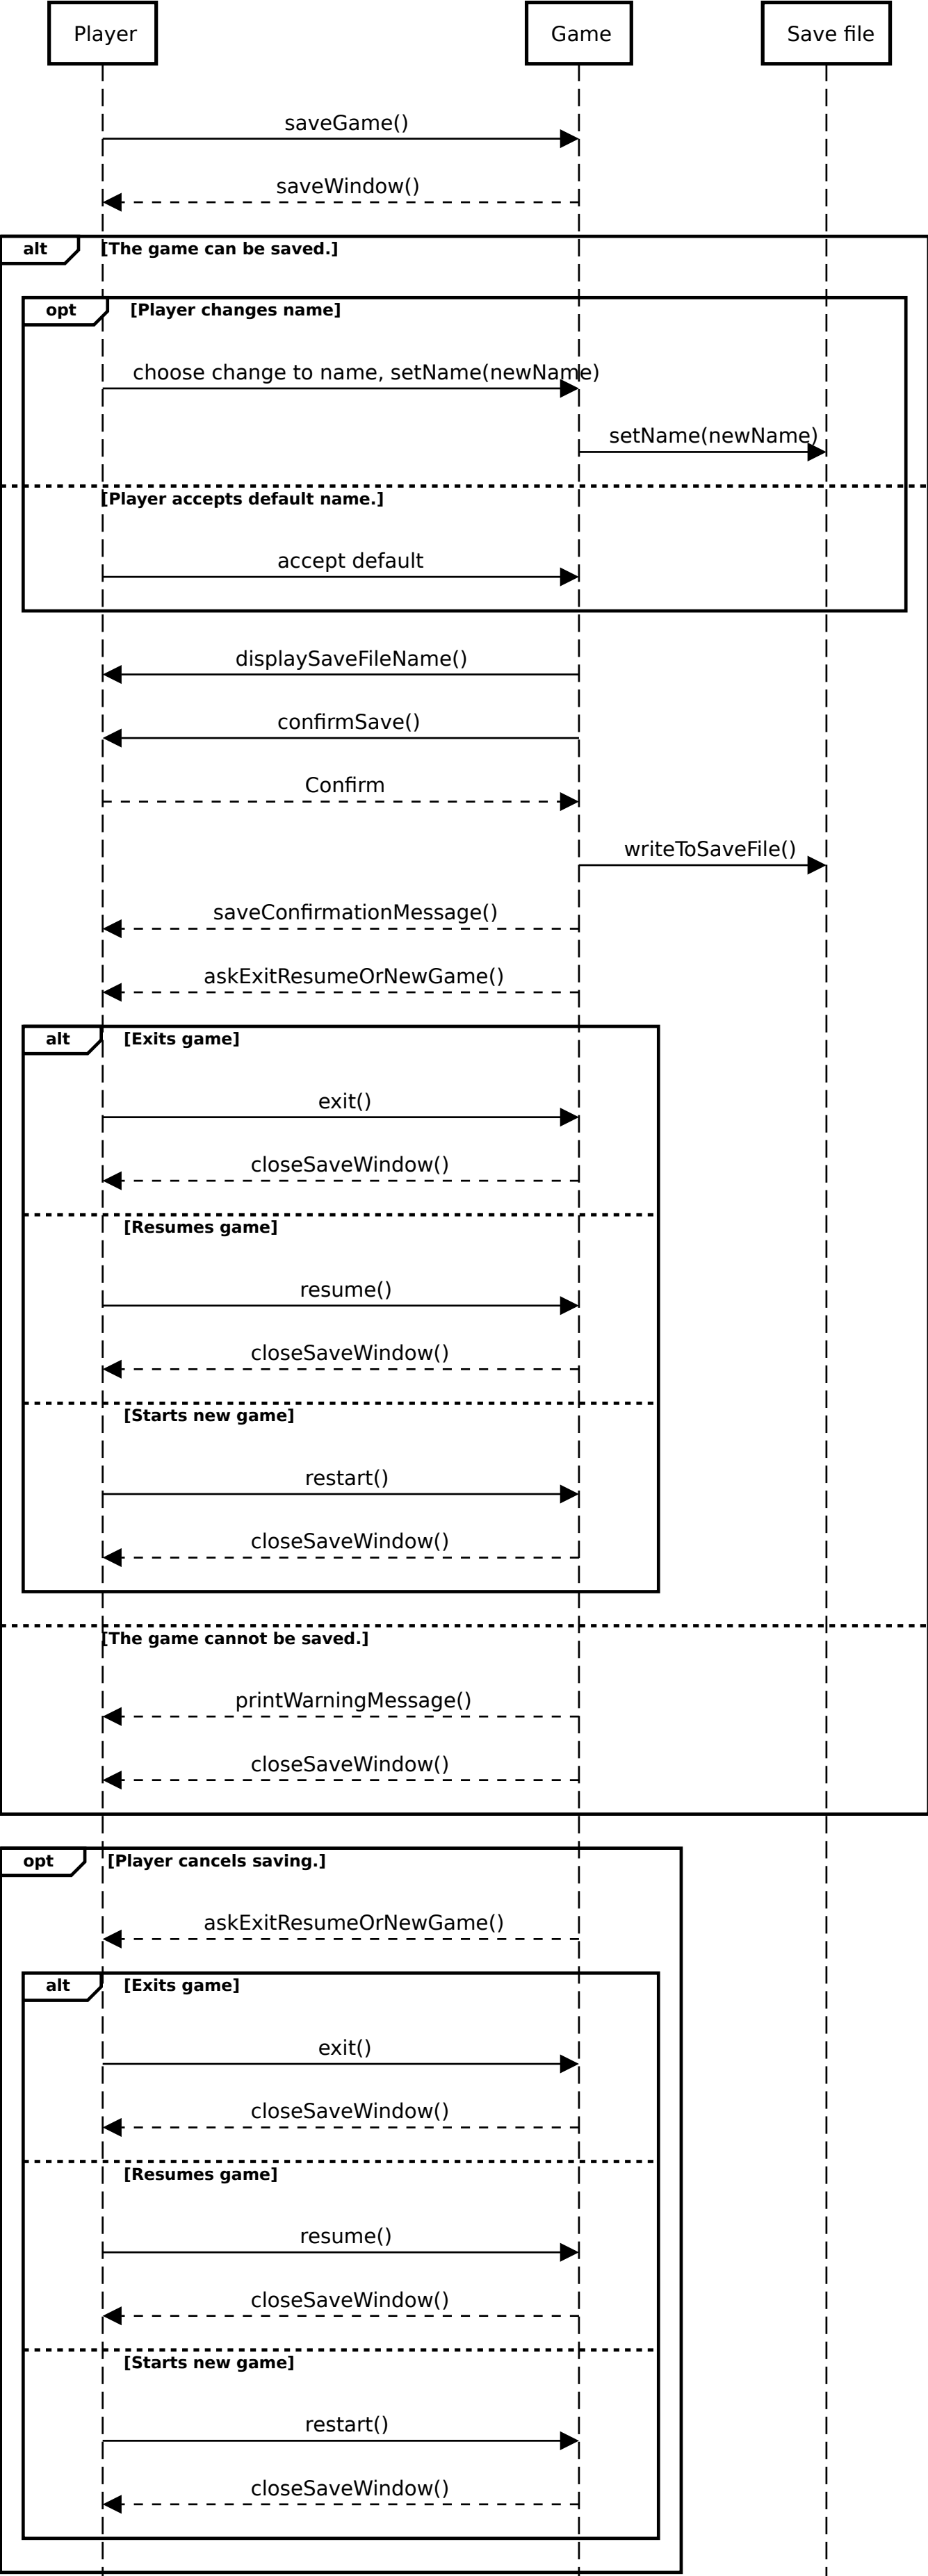 Player
Game
Save file
saveGame()
saveWindow()
alt
[The game can be saved.]
opt
[Player changes name]
choose change to name, setName(newName)
setName(newName)
[Player accepts default name.]
accept default
displaySaveFileName()
confirmSave()
Confirm
writeToSaveFile()
saveConfirmationMessage()
askExitResumeOrNewGame()
alt
[Exits game]
exit()
closeSaveWindow()
[Resumes game]
resume()
closeSaveWindow()
[Starts new game]
restart()
closeSaveWindow()
[The game cannot be saved.]
printWarningMessage()
closeSaveWindow()
opt
[Player cancels saving.]
askExitResumeOrNewGame()
alt
[Exits game]
exit()
closeSaveWindow()
[Resumes game]
resume()
closeSaveWindow()
[Starts new game]
restart()
closeSaveWindow()